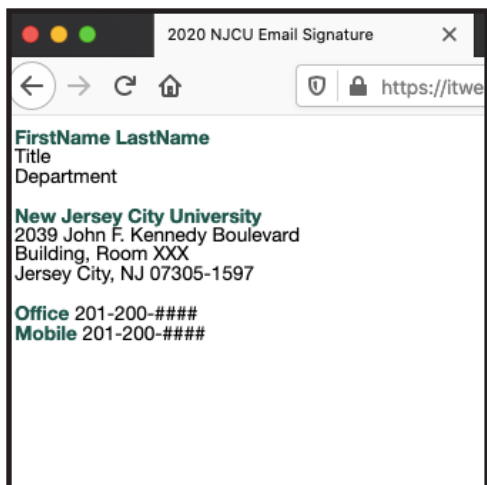 2020 NJCU Email Signature
https://itwe
FirstName LastName
Title
Department
New Jersey City University
2039 John F. Kennedy Boulevard
Building, Room XXX
Jersey City, NJ 07305-1597
Office 201-200-####
Mobile 201-200-####